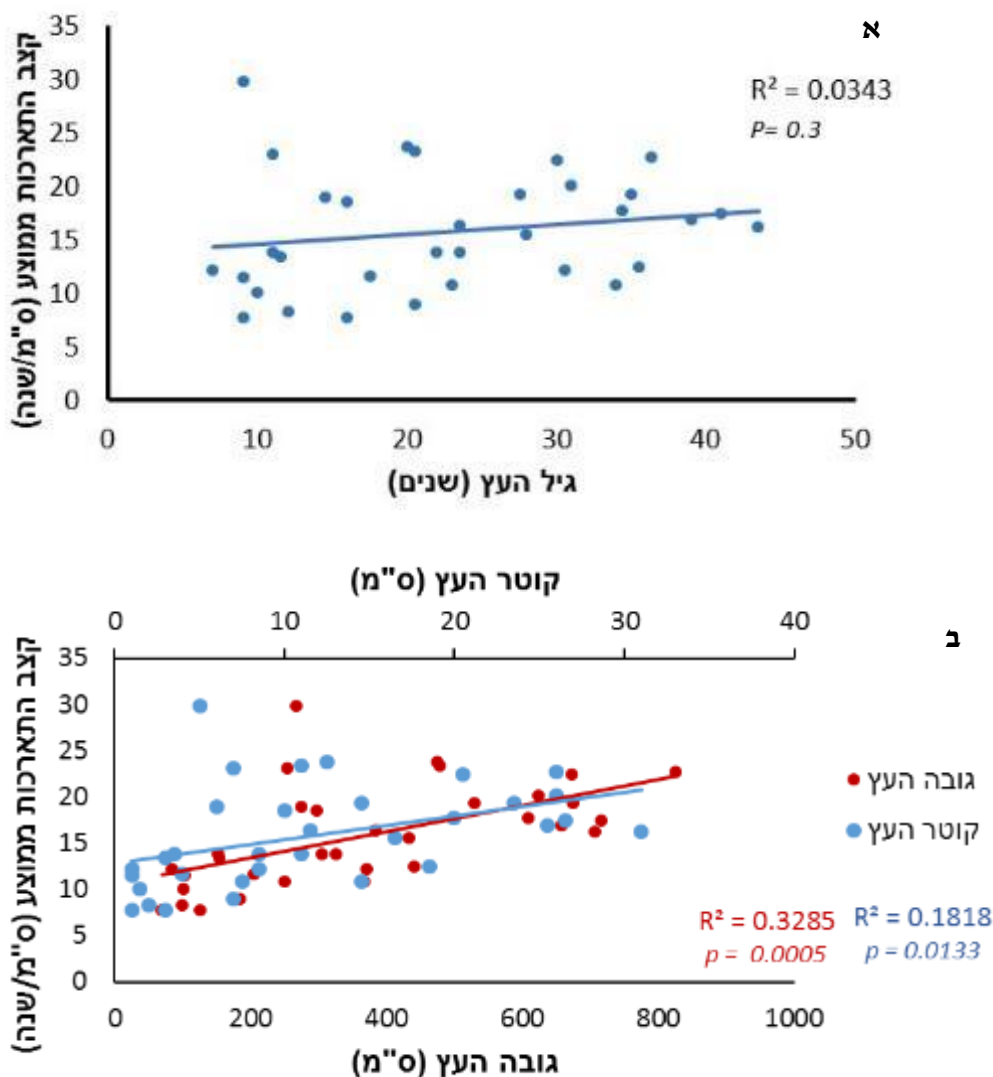 א
קצב התארכות ממוצע (ס"מ/שנה)
35
30
25
20
15
10
5
0
R² = 0.0343
P= 0.3
0 10 20 30 40 50
גיל העץ (שנים)
קוטר העץ (ס"מ)
0 10 20 30 40
ב
קצב התארכות ממוצע (ס"מ/שנה)
35
30
25
20
15
10
5
0
גובה העץ
קוטר העץ
R² = 0.3285 R² = 0.1818
p = 0.0005 p = 0.0133
0 200 400 600 800 1000
גובה העץ (ס"מ)